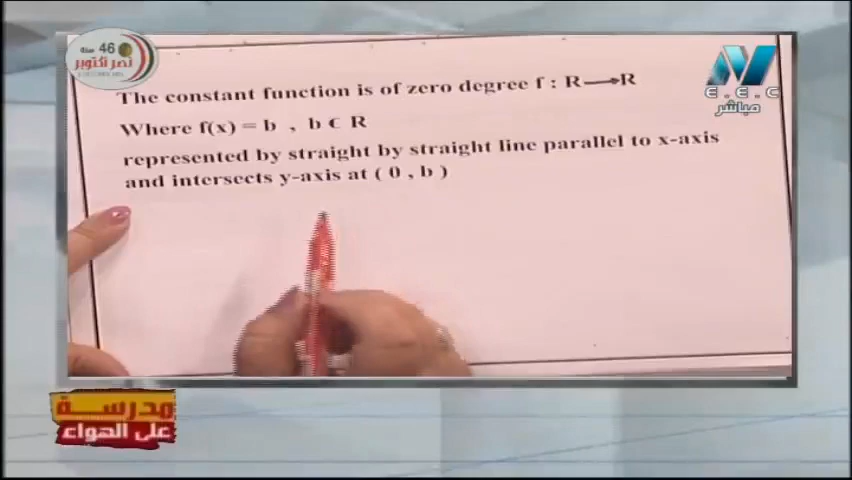 46 سنة
نصر أكتوبر
E.E.C
مباشر
The constant function is of zero degree f : R → R
Where f(x) = b , b ∈ R
represented by straight by straight line parallel to x-axis
and intersects y-axis at ( 0 , b )
مدرسة
على الهواء